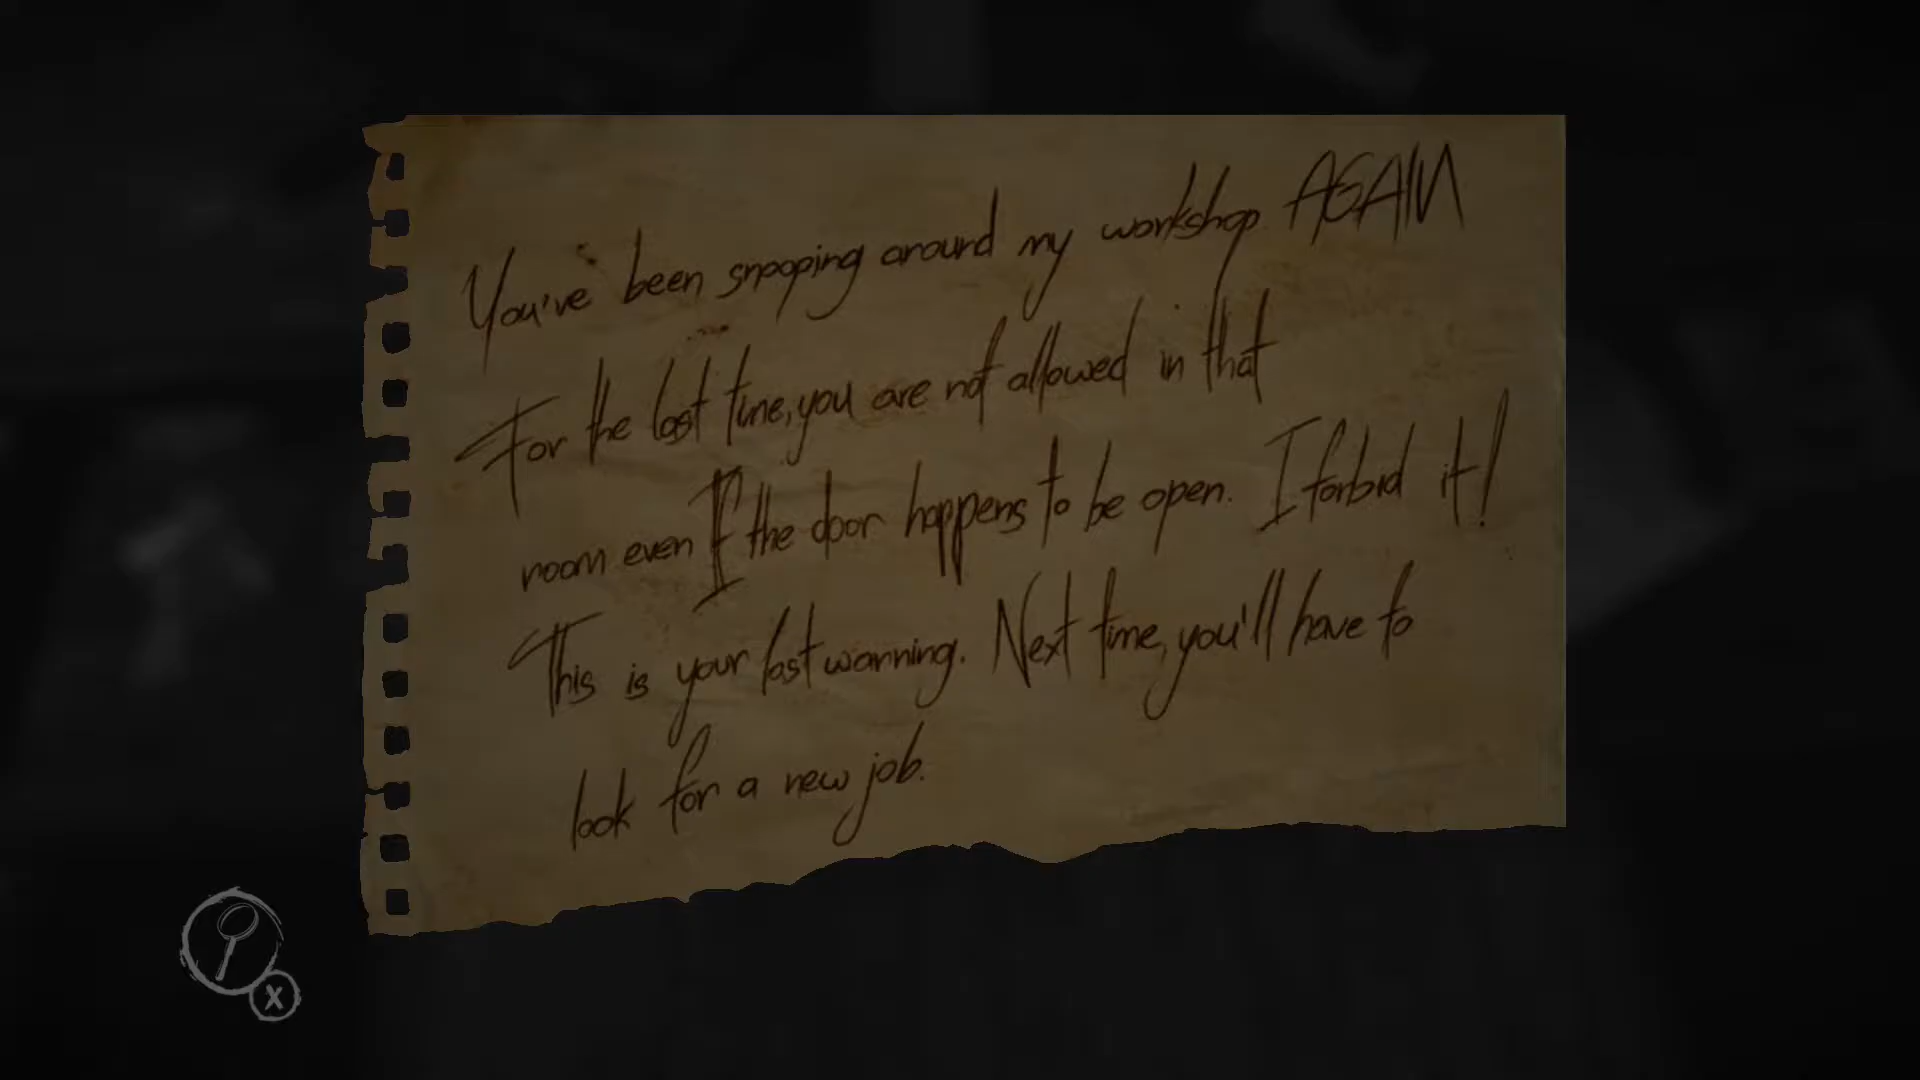 You've been snooping around my workshop AGAIN
For the last time, you are not allowed in that
room even If the door happens to be open. I forbid it!
This is your last warning. Next time, you'll have to
look for a new job.
X